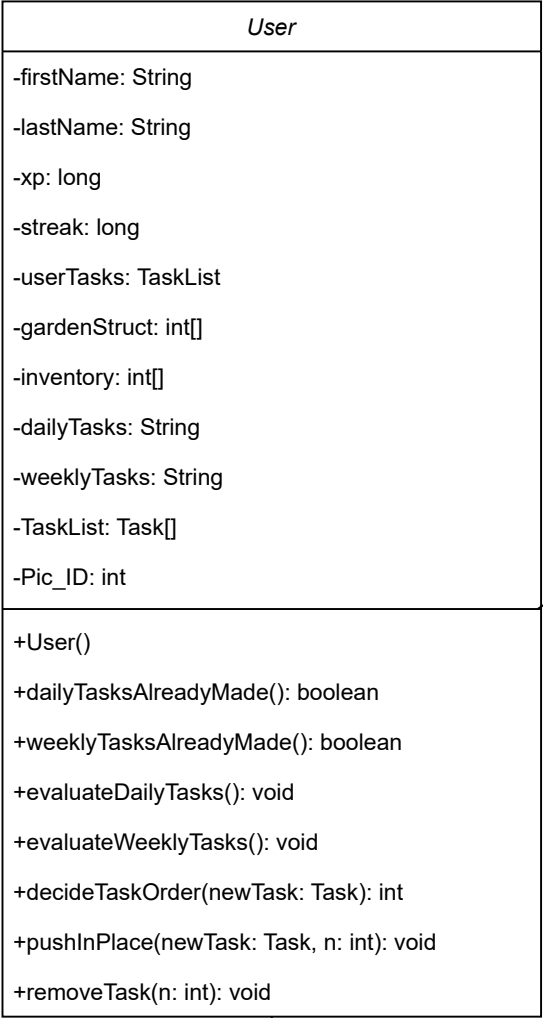 User
-firstName: String
-lastName: String
-xp: long
-streak: long
-userTasks: TaskList
-gardenStruct: int[]
-inventory: int[]
-dailyTasks: String
-weeklyTasks: String
-TaskList: Task[]
-Pic_ID: int
+User()
+dailyTasksAlreadyMade(): boolean
+weeklyTasksAlreadyMade(): boolean
+evaluateDailyTasks(): void
+evaluateWeeklyTasks(): void
+decideTaskOrder(newTask: Task): int
+pushInPlace(newTask: Task, n: int): void
+removeTask(n: int): void